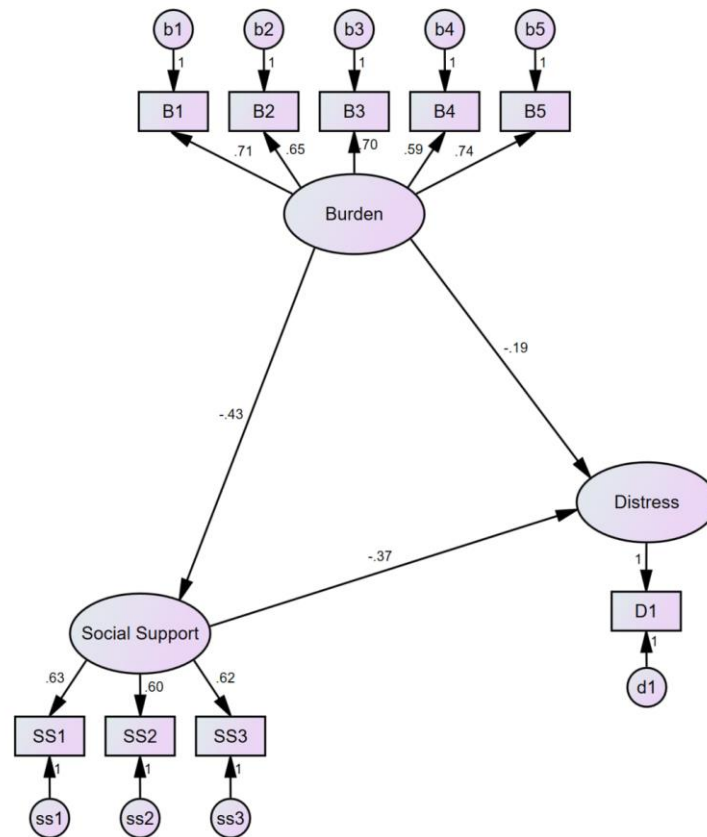 b1 b2 b3 b4 b5
1 1 1 1 1
B1 B2 B3 B4 B5
.71 .65 .70 .59 .74
Burden
-.19
-.43
Distress
-.37
1
D1
1
d1
Social Support
.63 .60 .62
SS1 SS2 SS3
1 1 1
ss1 ss2 ss3